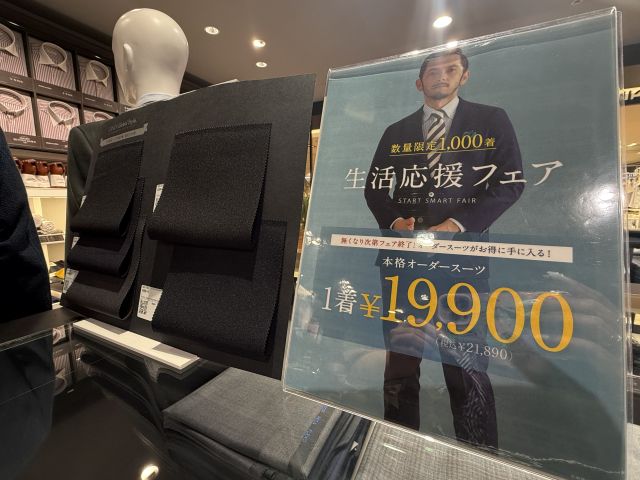 数量限定1,000着
生活応援フェア
START SMART FAIR
無くなり次第フェア終了!オーダースーツがお得に手に入る!
本格オーダースーツ
1着¥19,900
(税込¥21,890)